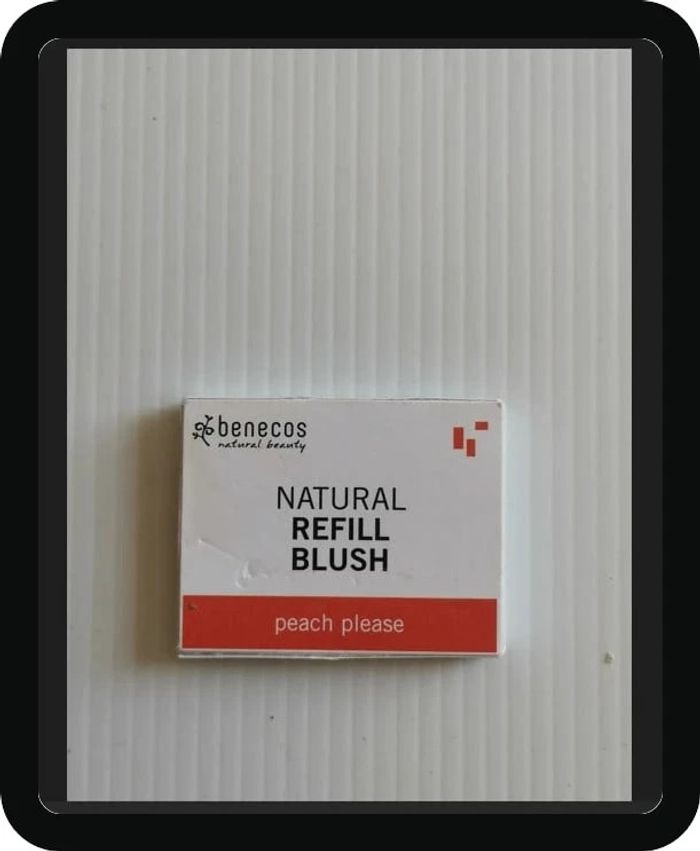 benecos
natural beauty
NATURAL
REFILL
BLUSH
peach please